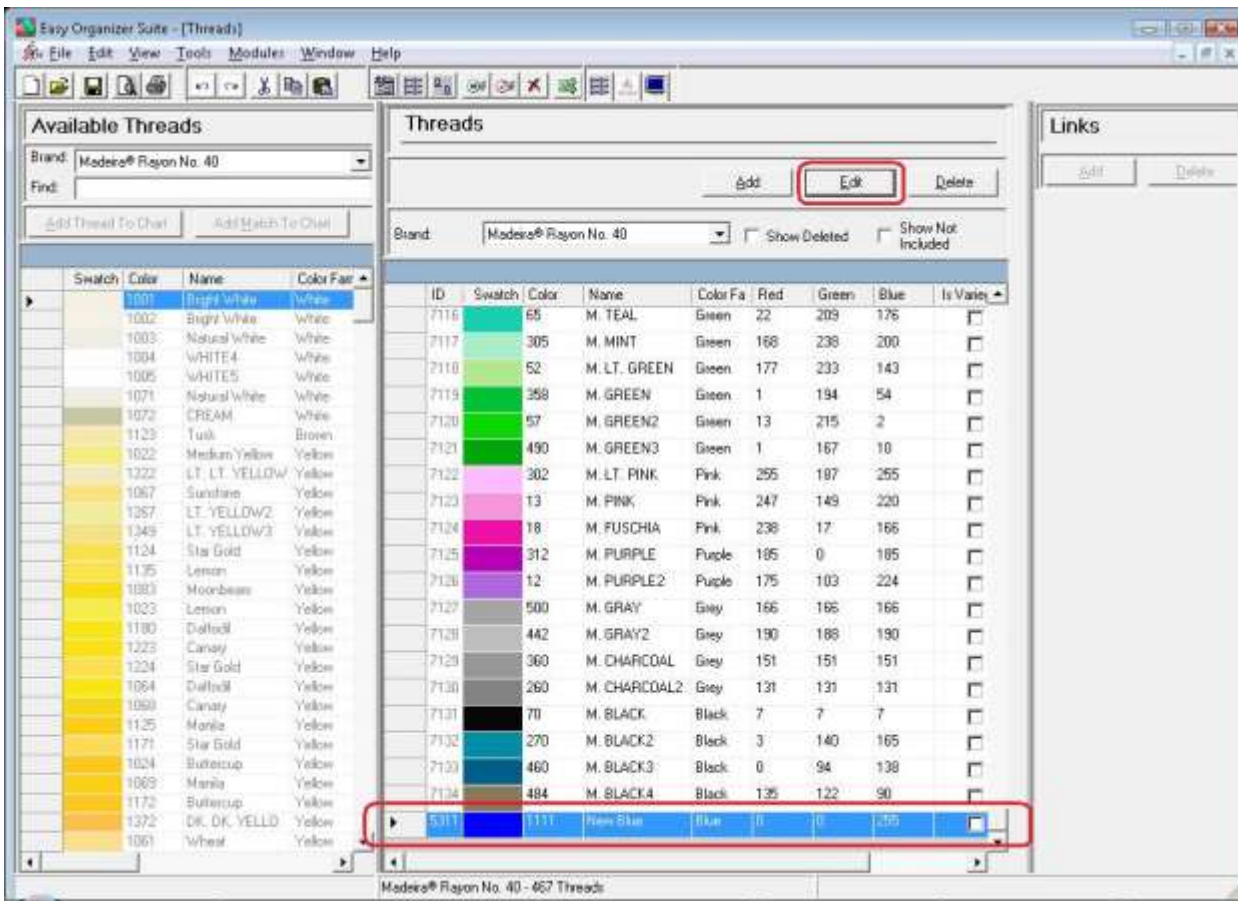 Easy Organizer Suite - [Threads]
File Edit View Tools Modules Window Help
Available Threads
Brand: Madeira® Rayon No. 40
Find:
Add Thread To Chart Add Match To Chart
Swatch Color Name Color Fam
1001 Bright White White
1002 Bright White White
1003 Natural White White
1004 WHITE4 White
1005 WHITE5 White
1071 Natural White White
1072 CREAM White
1123 Tusk Brown
1022 Medium Yellow Yellow
1222 LT. LT. YELLOW Yellow
1067 Sunshine Yellow
1267 LT. YELLOW2 Yellow
1349 LT. YELLOW3 Yellow
1124 Star Gold Yellow
1135 Lemon Yellow
1083 Moonbeam Yellow
1023 Lemon Yellow
1180 Daffodil Yellow
1223 Canary Yellow
1224 Star Gold Yellow
1064 Daffodil Yellow
1068 Canary Yellow
1125 Manila Yellow
1171 Star Gold Yellow
1024 Buttercup Yellow
1069 Manila Yellow
1172 Buttercup Yellow
1372 DK. DK. YELLO Yellow
1061 Wheat Yellow
Threads
Add Edit Delete
Brand: Madeira® Rayon No. 40 Show Deleted Show Not Included
ID Swatch Color Name Color Fa Red Green Blue Is Varieg
7116 65 M. TEAL Green 22 209 176
7117 305 M. MINT Green 168 238 200
7118 52 M. LT. GREEN Green 177 233 143
7119 358 M. GREEN Green 1 194 54
7120 57 M. GREEN2 Green 13 215 2
7121 490 M. GREEN3 Green 1 167 10
7122 302 M. LT. PINK Pink 255 187 255
7123 13 M. PINK Pink 247 149 220
7124 18 M. FUSCHIA Pink 238 17 166
7125 312 M. PURPLE Purple 185 0 185
7126 12 M. PURPLE2 Purple 175 103 224
7127 500 M. GRAY Grey 166 166 166
7128 442 M. GRAY2 Grey 190 188 190
7129 360 M. CHARCOAL Grey 151 151 151
7130 260 M. CHARCOAL2 Grey 131 131 131
7131 70 M. BLACK Black 7 7 7
7132 270 M. BLACK2 Black 3 140 165
7133 460 M. BLACK3 Black 0 94 138
7134 484 M. BLACK4 Black 135 122 90
5311 1111 New Blue Blue 0 0 255
Links
Add Delete
Madeira® Rayon No. 40 - 467 Threads